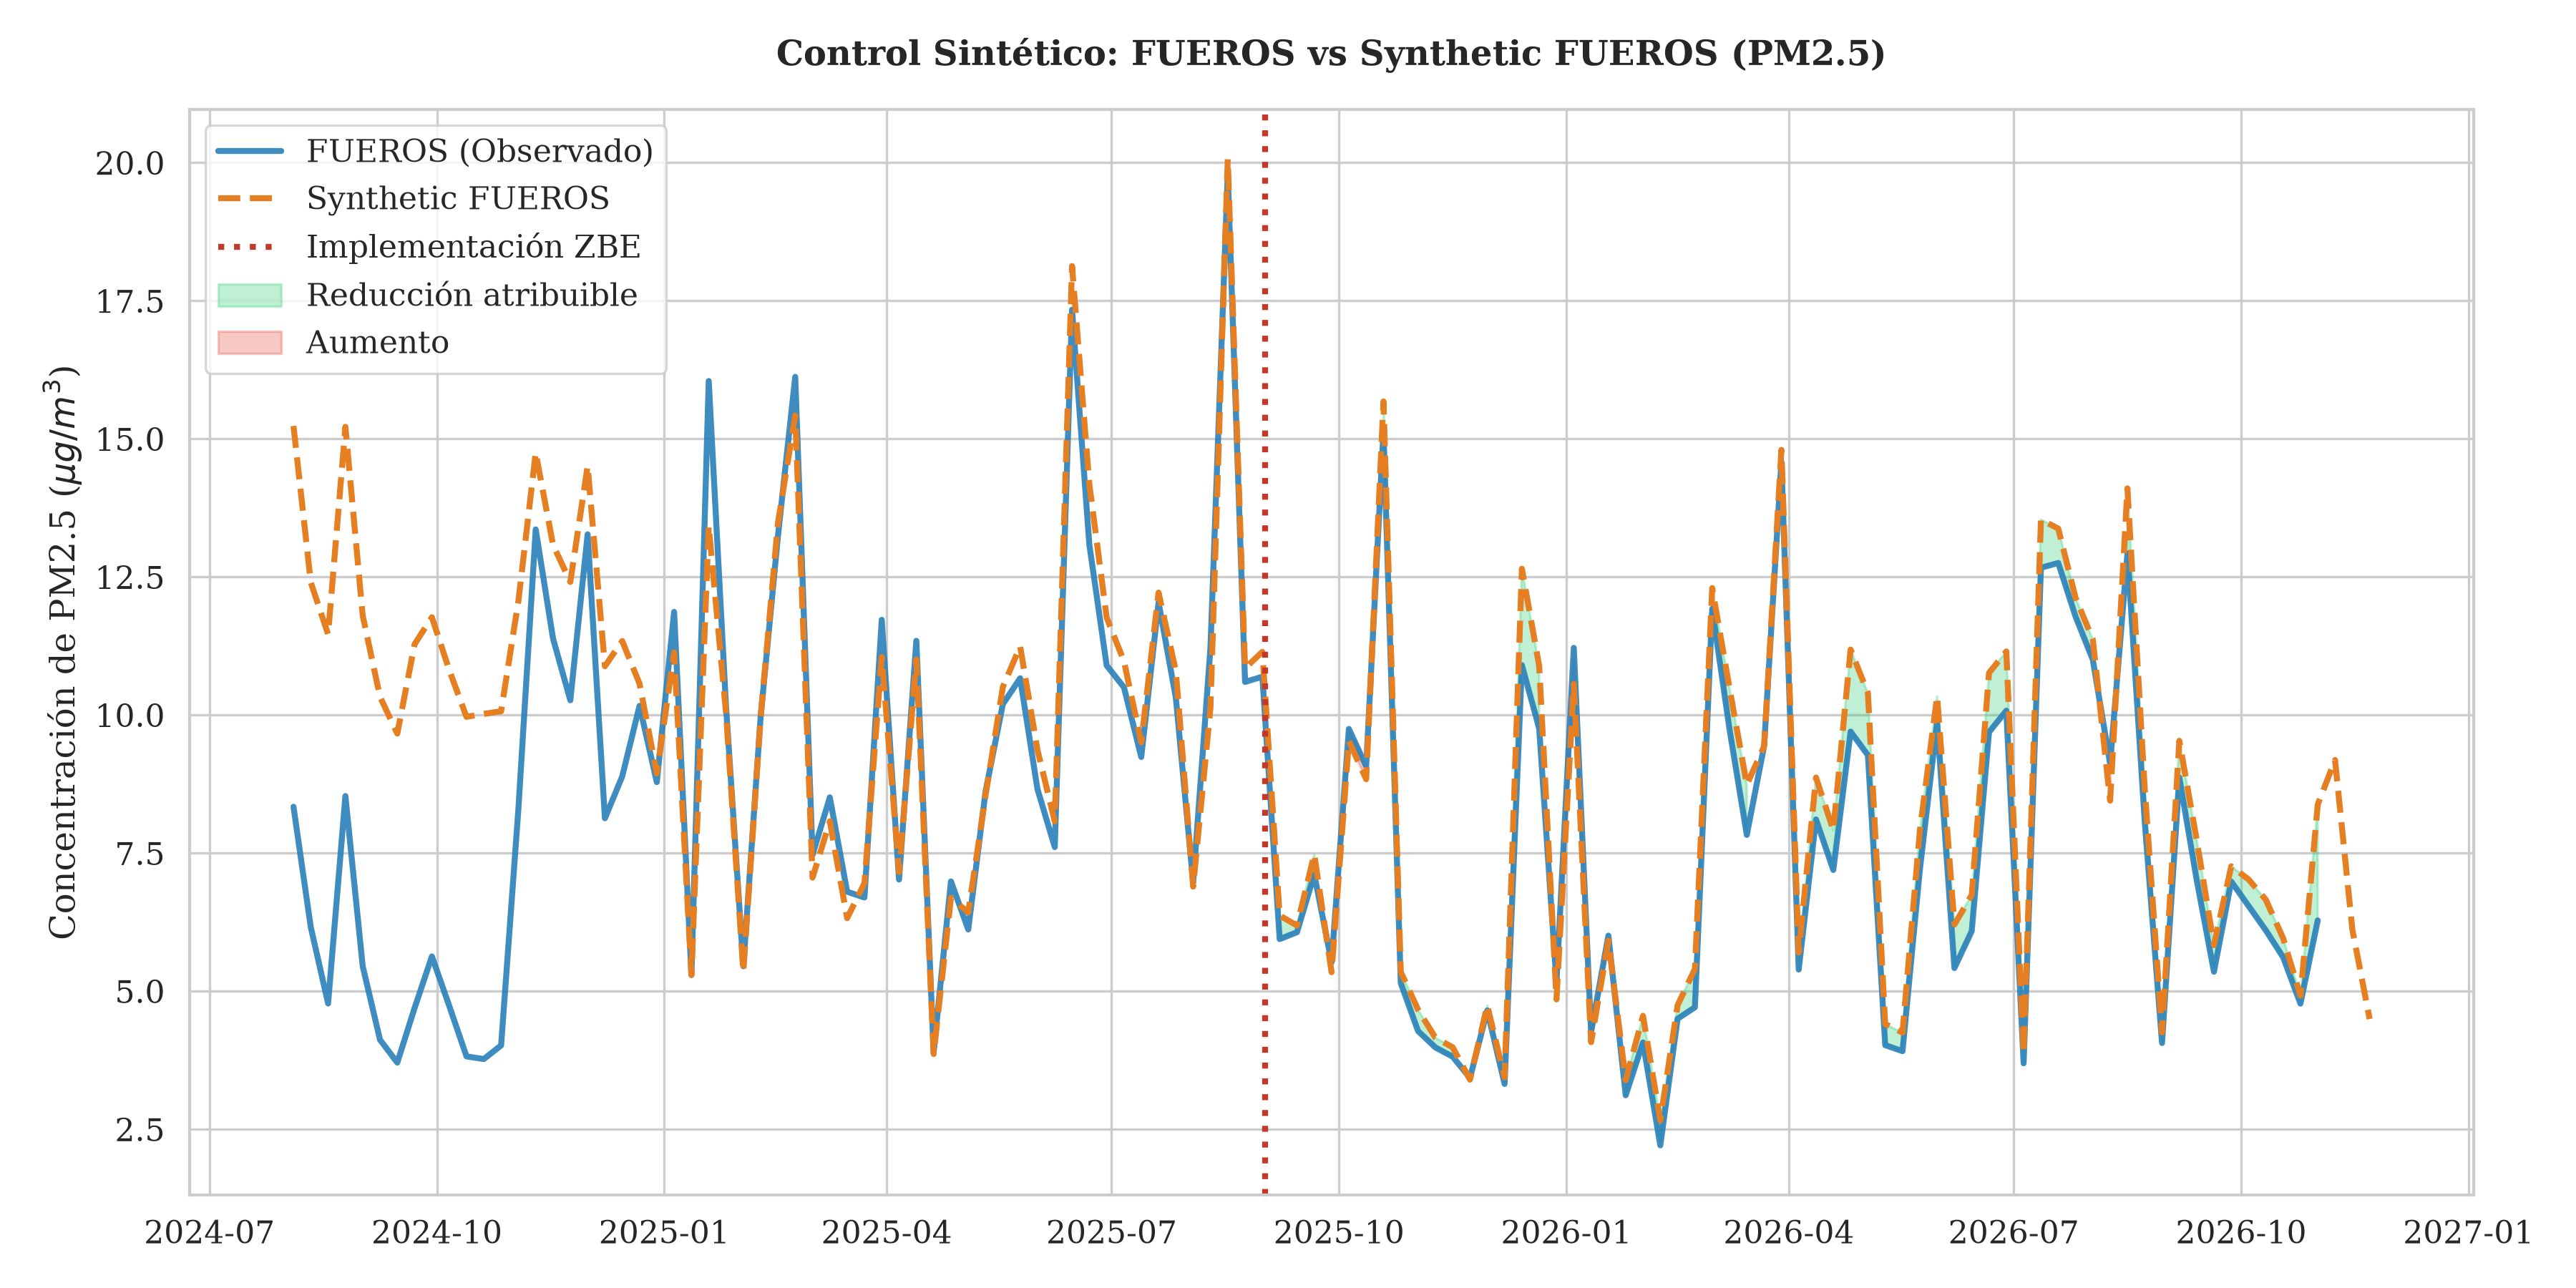 Control Sintético: FUEROS vs Synthetic FUEROS (PM2.5)
FUEROS (Observado)
Synthetic FUEROS
Implementación ZBE
Reducción atribuible
Aumento
Concentración de PM2.5 (μg/m³)
20.0
17.5
15.0
12.5
10.0
7.5
5.0
2.5
2024-07 2024-10 2025-01 2025-04 2025-07 2025-10 2026-01 2026-04 2026-07 2026-10 2027-01